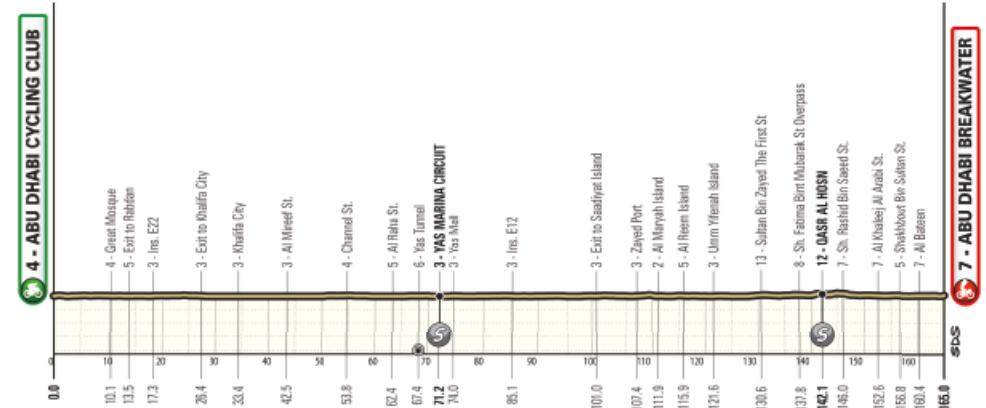 4 - ABU DHABI CYCLING CLUB
4 - Great Mosque
5 - Exit to Rabdan
3 - Ins. E22
3 - Exit to Khalifa City
3 - Khalifa City
3 - Al Mireef St.
4 - Channel St.
5 - Al Raha St.
6 - Yas Tunnel
3 - YAS MARINA CIRCUIT
3 - Yas Mall
3 - Ins. E12
3 - Exit to Saadiyat Island
3 - Zayed Port
2 - Al Maryah Island
5 - Al Reem Island
3 - Umm Yifenah Island
13 - Sultan Bin Zayed The First St
8 - Sh. Fatima Bint Mubarak St Overpass
12 - QASR AL HOSN
7 - Sh. Rashid Bin Saeed St.
7 - Al Khaleej Al Arabi St.
5 - Shakhbout Bin Sultan St.
7 - Al Bateen
7 - ABU DHABI BREAKWATER
S
S
SDS
0 10 20 30 40 50 60 70 80 90 100 110 120 130 140 150 160
0.0 10.1 13.5 17.3 26.4 33.4 42.5 53.8 62.4 67.4 71.2 74.0 85.1 101.0 107.4 111.9 115.9 121.6 130.6 137.8 142.1 146.0 152.6 156.8 160.4 165.0